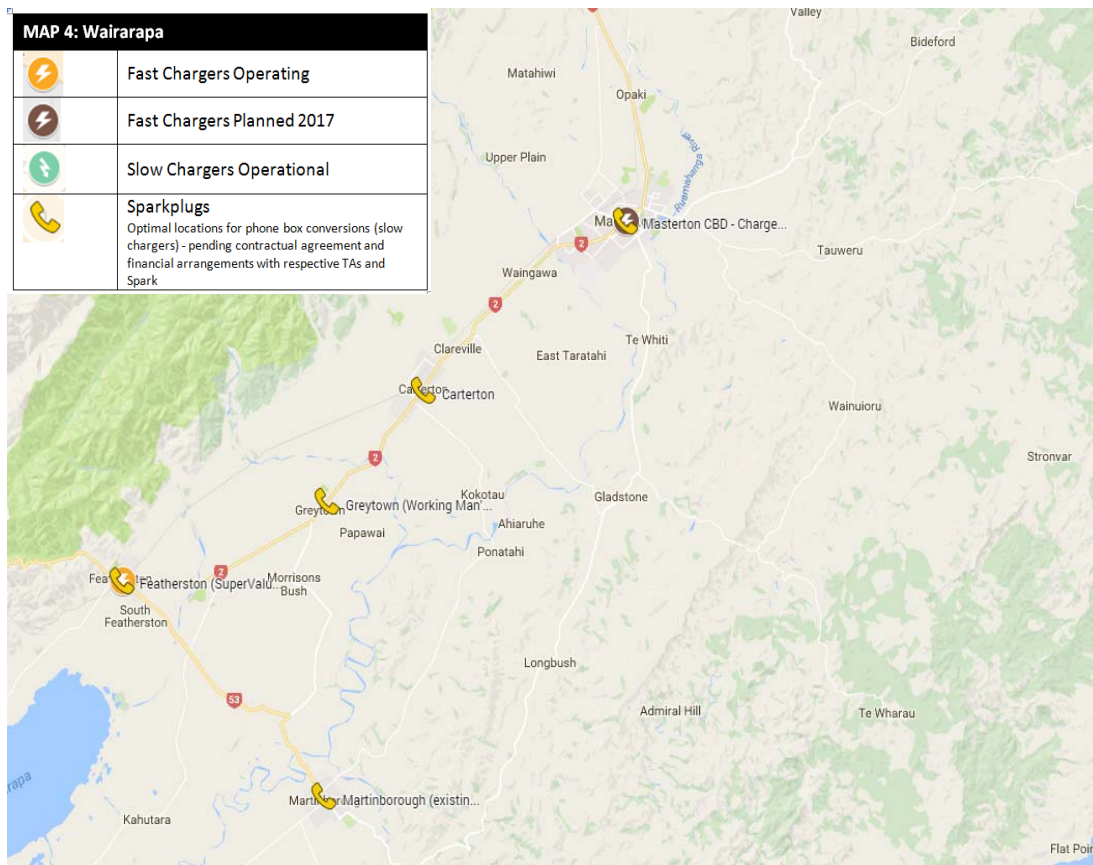 MAP 4: Wairarapa
Fast Chargers Operating
Fast Chargers Planned 2017
Slow Chargers Operational
Sparkplugs
Optimal locations for phone box conversions (slow
chargers) - pending contractual agreement and
financial arrangements with respective TAs and
Spark
Valley
Bideford
Matahiwi
Opaki
Ruamahanga River
Upper Plain
Masterton CBD - Charge...
2
Tauweru
Waingawa
2
Te Whiti
Clareville
East Taratahi
Carterton
Wainuioru
2
Stronvar
Kokotau
Gladstone
Greytown (Working Man'...
Ahiaruhe
Papawai
Ponatahi
2
Morrisons
Bush
Featherston (SuperValu...
South
Featherston
Longbush
53
Admiral Hill
Te Wharau
Martinborough (existin...
Kahutara
Flat Poin